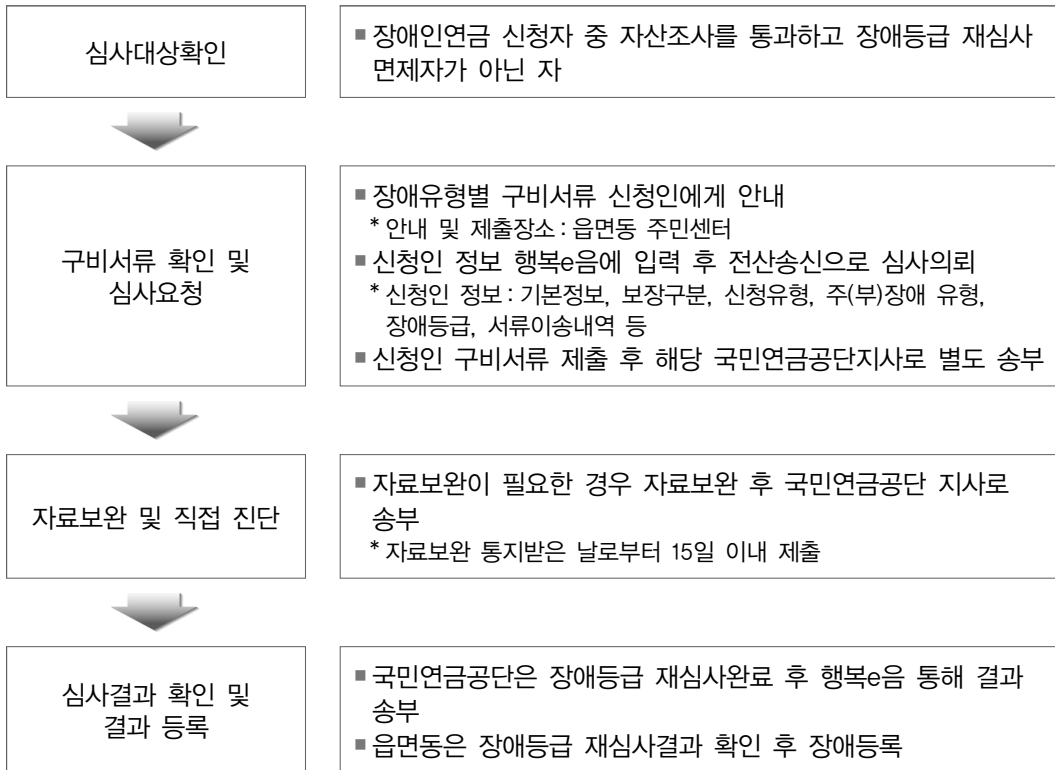 심사대상확인
▪장애인연금 신청자 중 자산조사를 통과하고 장애등급 재심사
면제자가 아닌 자
구비서류 확인 및
심사요청
▪장애유형별 구비서류 신청인에게 안내
* 안내 및 제출장소 : 읍면동 주민센터
▪신청인 정보 행복e음에 입력 후 전산송신으로 심사의뢰
* 신청인 정보 : 기본정보, 보장구분, 신청유형, 주(부)장애 유형,
장애등급, 서류이송내역 등
▪신청인 구비서류 제출 후 해당 국민연금공단지사로 별도 송부
자료보완 및 직접 진단
▪자료보완이 필요한 경우 자료보완 후 국민연금공단 지사로
송부
* 자료보완 통지받은 날로부터 15일 이내 제출
심사결과 확인 및
결과 등록
▪국민연금공단은 장애등급 재심사완료 후 행복e음 통해 결과
송부
▪읍면동은 장애등급 재심사결과 확인 후 장애등록